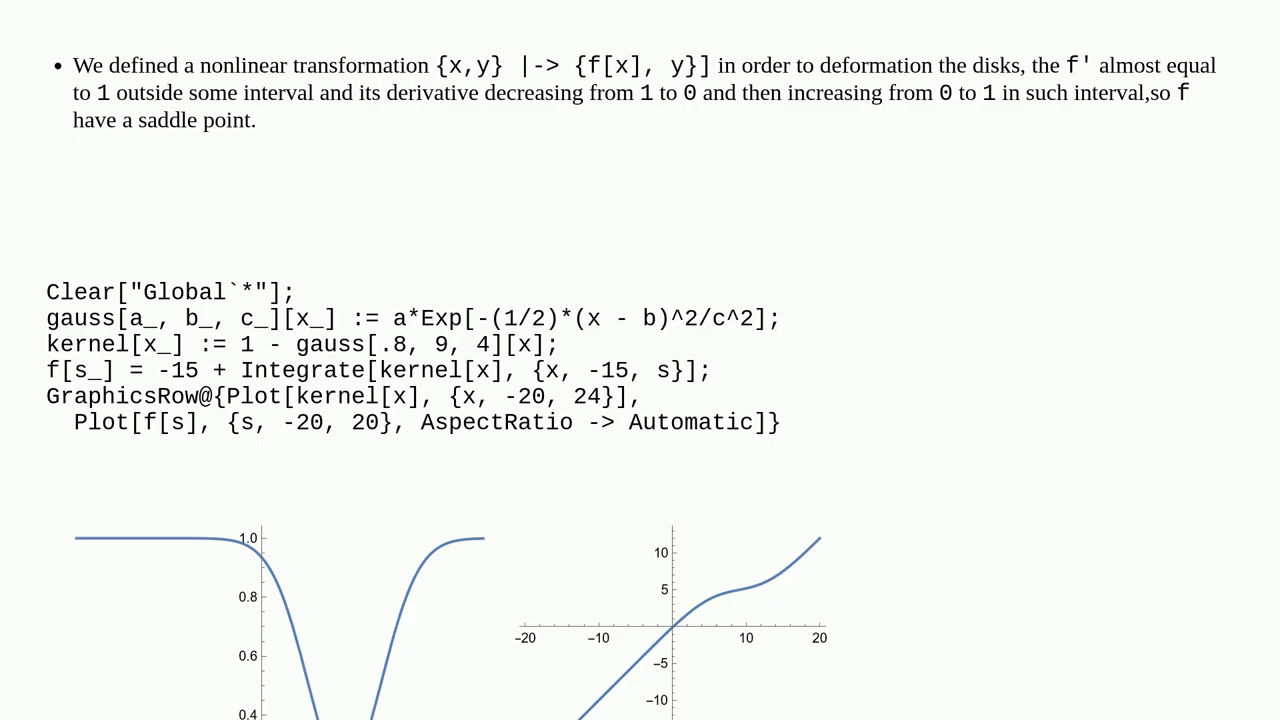 • We defined a nonlinear transformation {x,y} |-> {f[x], y}] in order to deformation the disks, the f' almost equal
to 1 outside some interval and its derivative decreasing from 1 to 0 and then increasing from 0 to 1 in such interval,so f
have a saddle point.
Clear["Global`*"];
gauss[a_, b_, c_][x_] := a*Exp[-(1/2)*(x - b)^2/c^2];
kernel[x_] := 1 - gauss[.8, 9, 4][x];
f[s_] = -15 + Integrate[kernel[x], {x, -15, s}];
GraphicsRow@{Plot[kernel[x], {x, -20, 24}],
Plot[f[s], {s, -20, 20}, AspectRatio -> Automatic]}
1.0
0.8
0.6
0.4
10
5
−20 −10 10 20
−5
−10